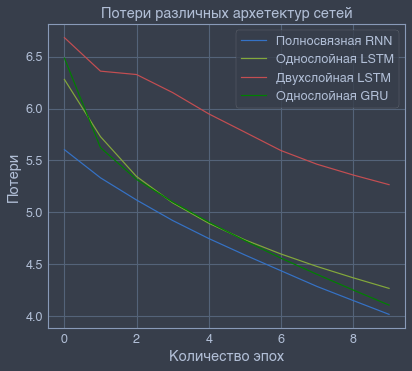 Потери различных архетектур сетей
Полносвязная RNN
Однослойная LSTM
Двухслойная LSTM
Однослойная GRU
Потери
6.5
6.0
5.5
5.0
4.5
4.0
0 2 4 6 8
Количество эпох